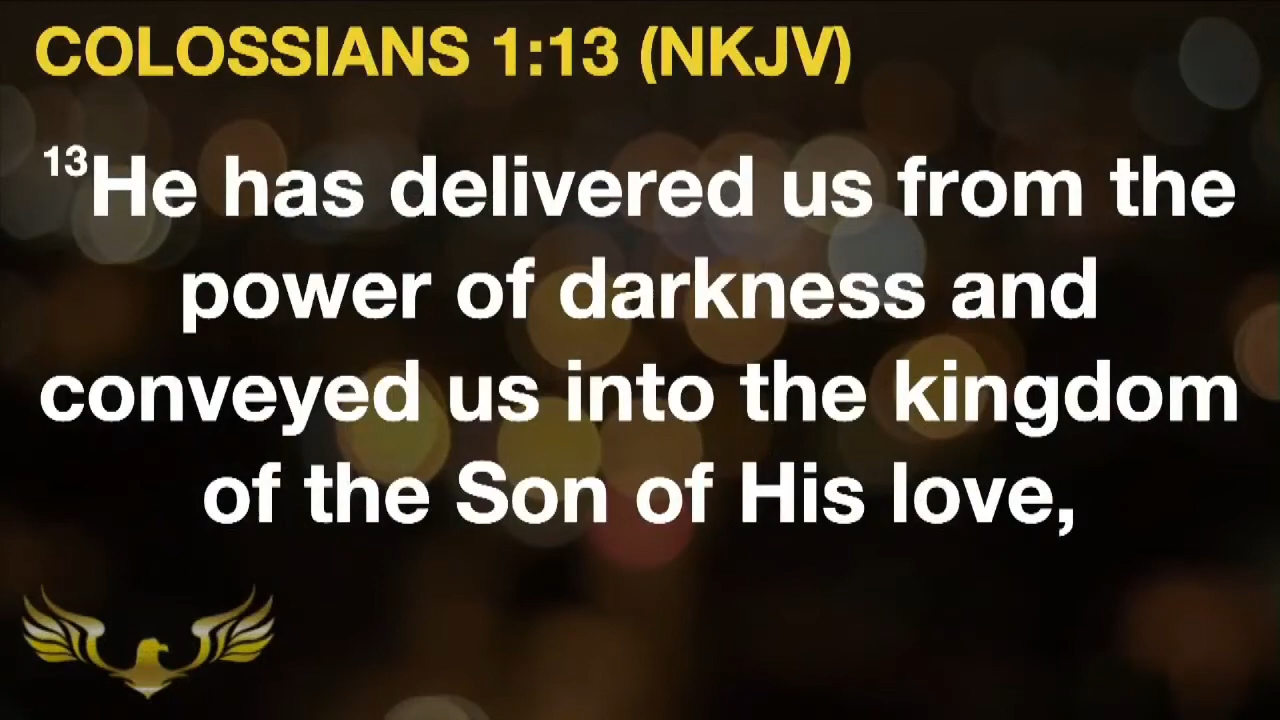 COLOSSIANS 1:13 (NKJV)
13He has delivered us from the
power of darkness and
conveyed us into the kingdom
of the Son of His love,